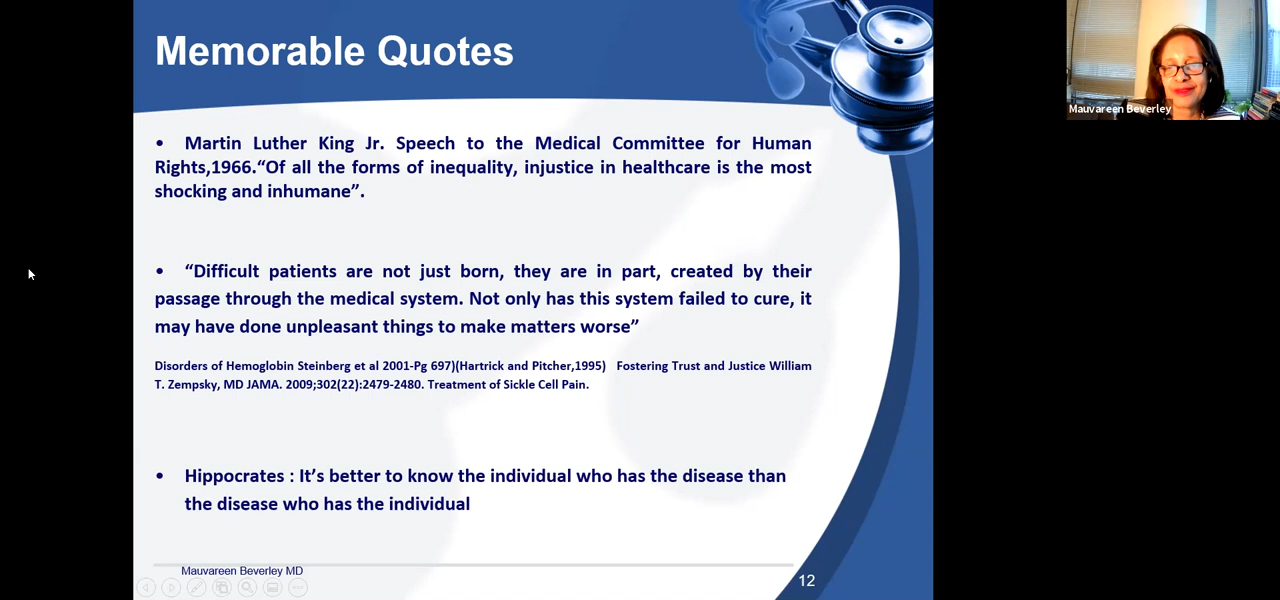 Memorable Quotes
Mauvareen Beverley
• Martin Luther King Jr. Speech to the Medical Committee for Human
Rights,1966.“Of all the forms of inequality, injustice in healthcare is the most
shocking and inhumane”.
• “Difficult patients are not just born, they are in part, created by their
passage through the medical system. Not only has this system failed to cure, it
may have done unpleasant things to make matters worse”
Disorders of Hemoglobin Steinberg et al 2001-Pg 697)(Hartrick and Pitcher,1995) Fostering Trust and Justice William
T. Zempsky, MD JAMA. 2009;302(22):2479-2480. Treatment of Sickle Cell Pain.
• Hippocrates : It’s better to know the individual who has the disease than
the disease who has the individual
Mauvareen Beverley MD
12